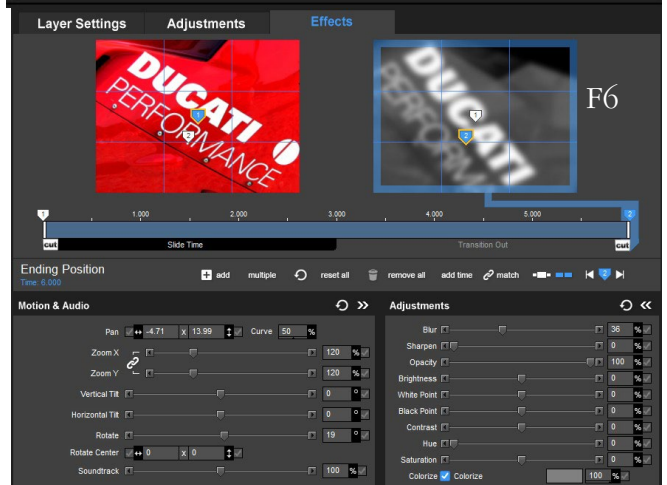 Layer Settings Adjustments Effects
DUCATI
PERFORMANCE
1
2
DUCATI
PERFORM
1
2
F6
1 1.000 2.000 3.000 4.000 5.000 2
cut Slide Time Transition Out cut
Ending Position
Time: 6.000
add multiple reset all remove all add time match
Motion & Audio
Pan -4.71 x 13.99 Curve 50 %
Zoom X 120 %
Zoom Y 120 %
Vertical Tilt 0 °
Horizontal Tilt 0 °
Rotate 19 °
Rotate Center 0 x 0
Soundtrack 100 %
Adjustments
Blur 36 %
Sharpen 0 %
Opacity 100 %
Brightness 0 %
White Point 0 %
Black Point 0 %
Contrast 0 %
Hue 0 %
Saturation 0 %
Colorize Colorize 100 %